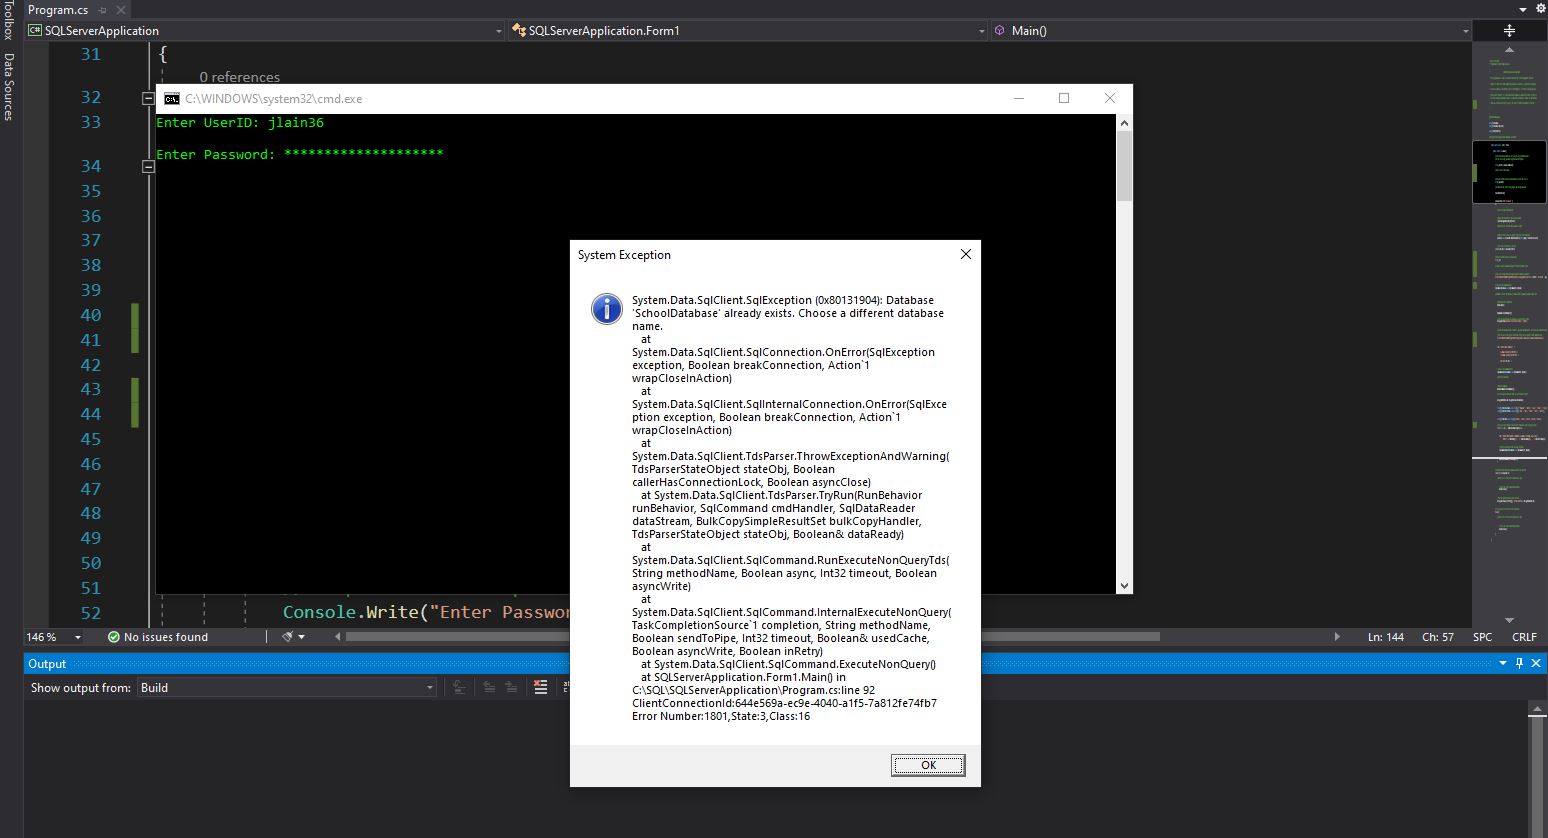 Program.cs
SQLServerApplication
SQLServerApplication.Form1
Main()
Toolbox
Data Sources
31 {
0 references
32
33
34
35
36
37
38
39
40
41
42
43
44
45
46
47
48
49
50
51
52 Console.Write("Enter Passwor
C:\WINDOWS\system32\cmd.exe
Enter UserID: jlain36
Enter Password: ********************
System Exception
System.Data.SqlClient.SqlException (0x80131904): Database
'SchoolDatabase' already exists. Choose a different database
name.
at
System.Data.SqlClient.SqlConnection.OnError(SqlException
exception, Boolean breakConnection, Action`1
wrapCloseInAction)
at
System.Data.SqlClient.SqlInternalConnection.OnError(SqlExce
ption exception, Boolean breakConnection, Action`1
wrapCloseInAction)
at
System.Data.SqlClient.TdsParser.ThrowExceptionAndWarning(
TdsParserStateObject stateObj, Boolean
callerHasConnectionLock, Boolean asyncClose)
at System.Data.SqlClient.TdsParser.TryRun(RunBehavior
runBehavior, SqlCommand cmdHandler, SqlDataReader
dataStream, BulkCopySimpleResultSet bulkCopyHandler,
TdsParserStateObject stateObj, Boolean& dataReady)
at
System.Data.SqlClient.SqlCommand.RunExecuteNonQueryTds(
String methodName, Boolean async, Int32 timeout, Boolean
asyncWrite)
at
System.Data.SqlClient.SqlCommand.InternalExecuteNonQuery(
TaskCompletionSource`1 completion, String methodName,
Boolean sendToPipe, Int32 timeout, Boolean& usedCache,
Boolean asyncWrite, Boolean inRetry)
at System.Data.SqlClient.SqlCommand.ExecuteNonQuery()
at SQLServerApplication.Form1.Main() in
C:\SQL\SQLServerApplication\Program.cs:line 92
ClientConnectionId:644e569a-ec9e-4040-a1f5-7a812fe74fb7
Error Number:1801,State:3,Class:16
OK
146 %
No issues found
Ln: 144 Ch: 57 SPC CRLF
Output
Show output from: Build